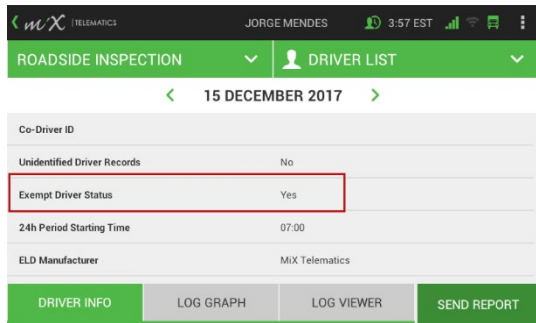 MiX TELEMATICS JORGE MENDES 3:57 EST
ROADSIDE INSPECTION DRIVER LIST
15 DECEMBER 2017
Co-Driver ID
Unidentified Driver Records No
Exempt Driver Status Yes
24h Period Starting Time 07:00
ELD Manufacturer MiX Telematics
DRIVER INFO LOG GRAPH LOG VIEWER SEND REPORT